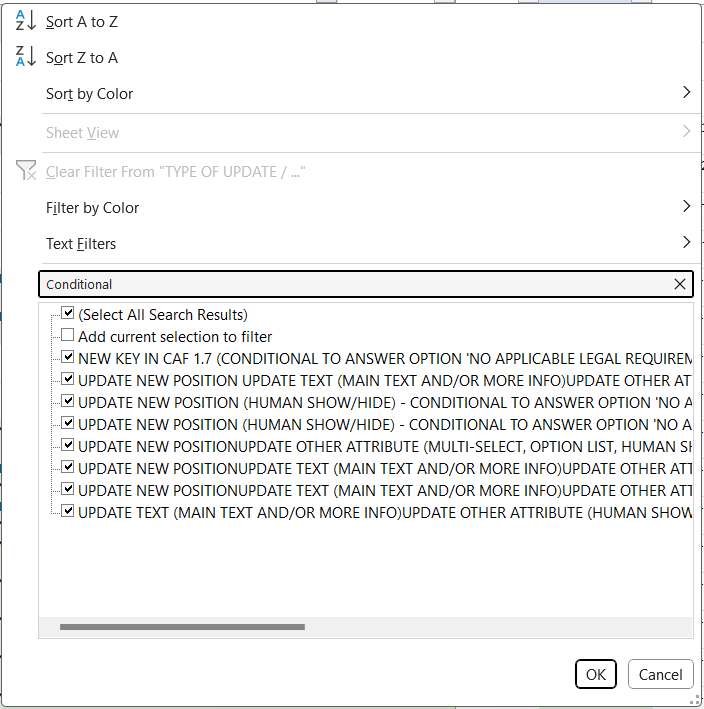 Sort A to Z
Sort Z to A
Sort by Color
Sheet View
Clear Filter From "TYPE OF UPDATE / ..."
Filter by Color
Text Filters
Conditional
(Select All Search Results)
Add current selection to filter
NEW KEY IN CAF 1.7 (CONDITIONAL TO ANSWER OPTION 'NO APPLICABLE LEGAL REQUIREM
UPDATE NEW POSITION UPDATE TEXT (MAIN TEXT AND/OR MORE INFO)UPDATE OTHER AT
UPDATE NEW POSITION (HUMAN SHOW/HIDE) - CONDITIONAL TO ANSWER OPTION 'NO A
UPDATE NEW POSITION (HUMAN SHOW/HIDE) - CONDITIONAL TO ANSWER OPTION 'NO A
UPDATE NEW POSITIONUPDATE OTHER ATTRIBUTE (MULTI-SELECT, OPTION LIST, HUMAN SH
UPDATE NEW POSITIONUPDATE TEXT (MAIN TEXT AND/OR MORE INFO)UPDATE OTHER ATT
UPDATE NEW POSITIONUPDATE TEXT (MAIN TEXT AND/OR MORE INFO)UPDATE OTHER ATT
UPDATE TEXT (MAIN TEXT AND/OR MORE INFO)UPDATE OTHER ATTRIBUTE (HUMAN SHOW
OK Cancel